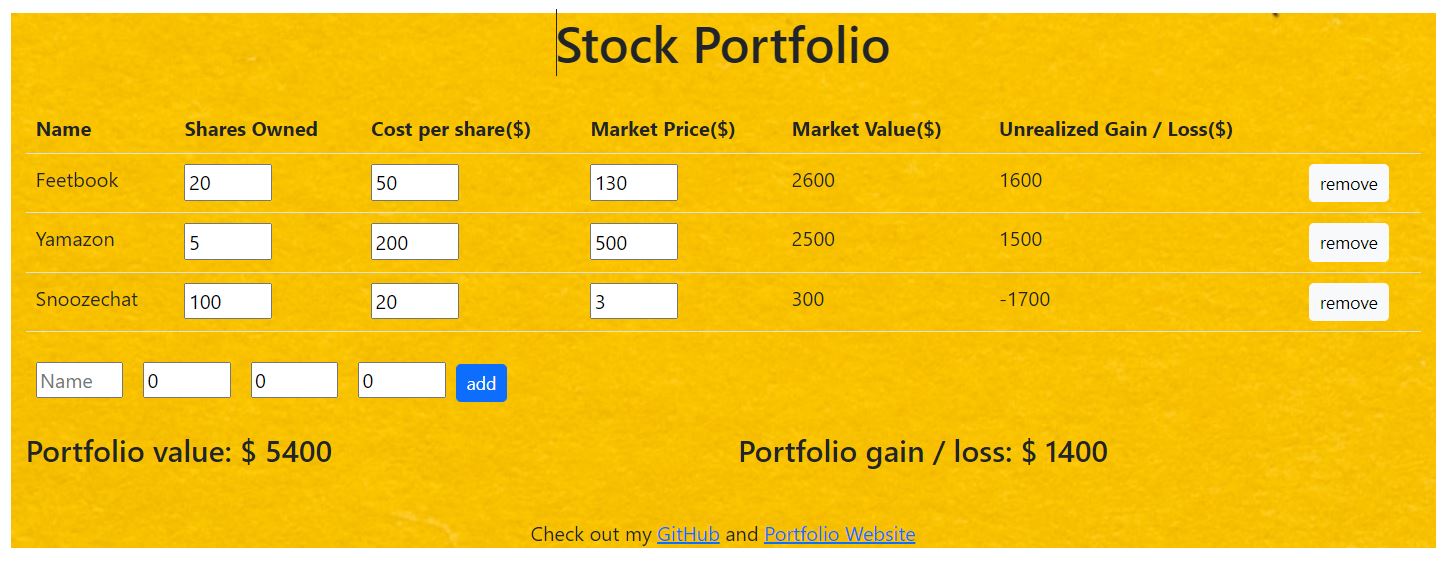 Stock Portfolio
Name Shares Owned Cost per share($) Market Price($) Market Value($) Unrealized Gain / Loss($)
Feetbook 20 50 130 2600 1600 remove
Yamazon 5 200 500 2500 1500 remove
Snoozechat 100 20 3 300 -1700 remove
Name 0 0 0 add
Portfolio value: $ 5400 Portfolio gain / loss: $ 1400
Check out my GitHub and Portfolio Website